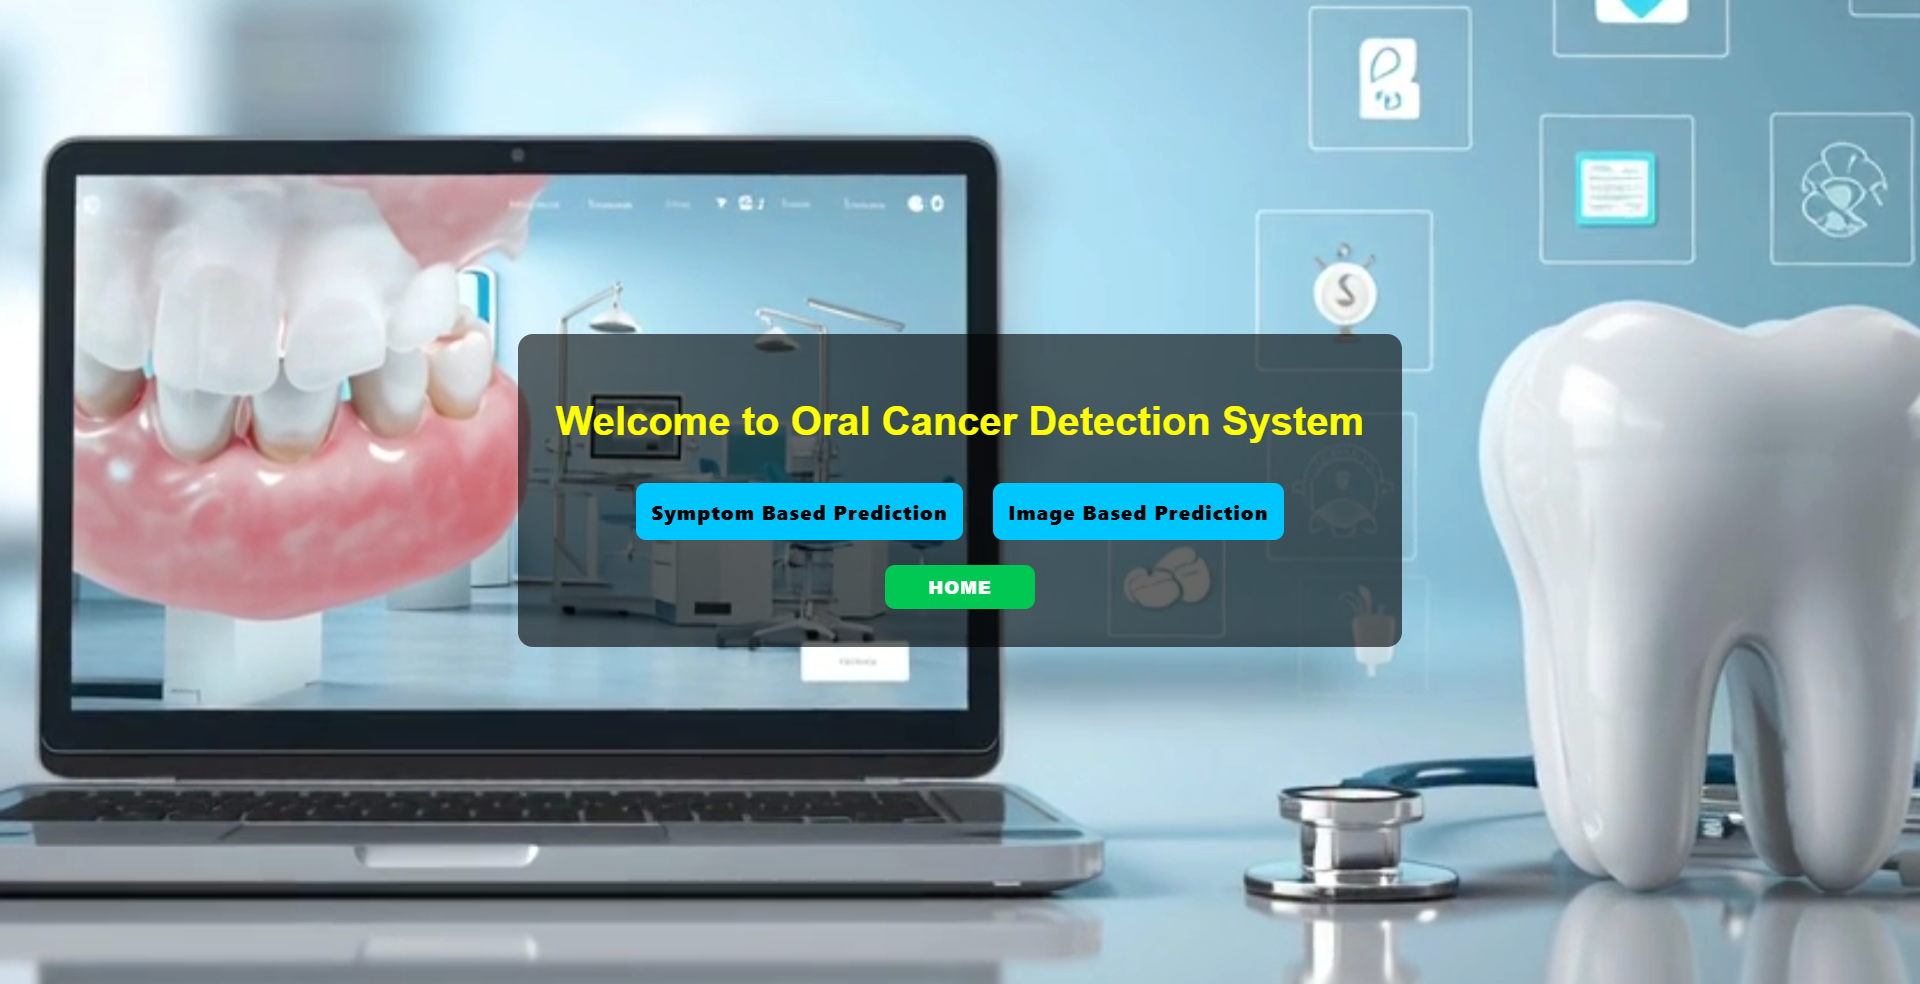 Welcome to Oral Cancer Detection System
Symptom Based Prediction
Image Based Prediction
HOME